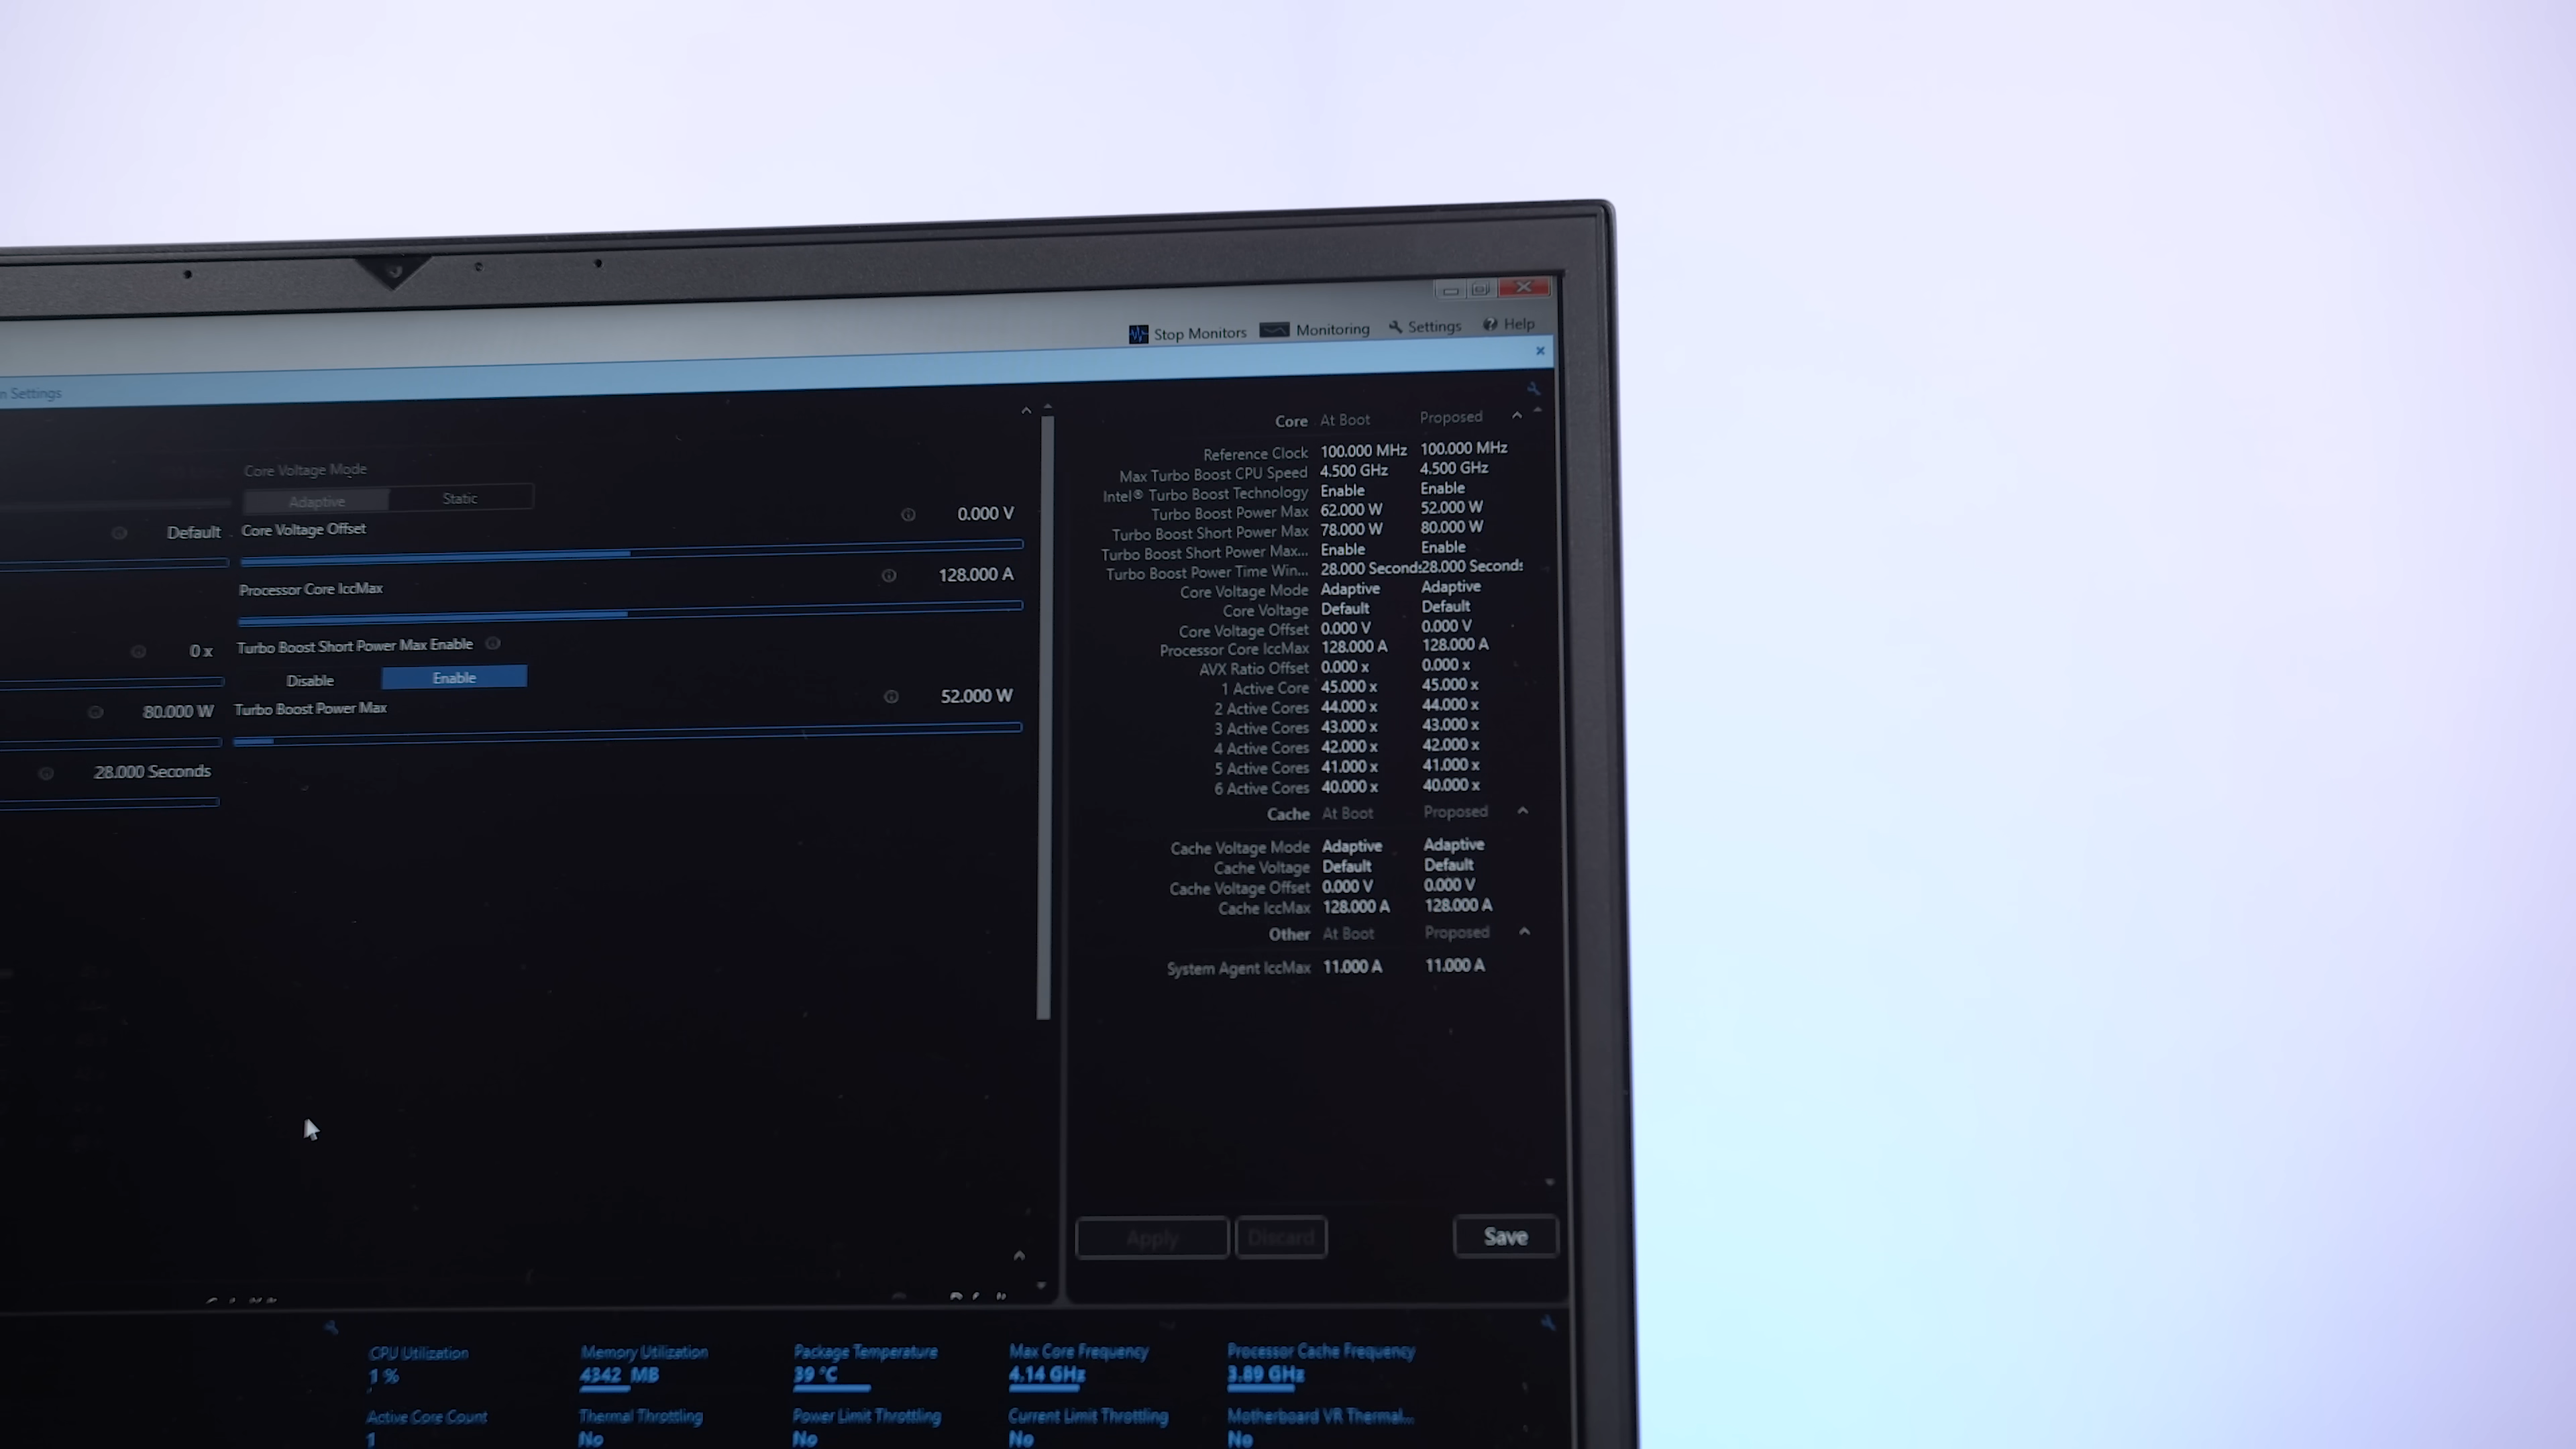 Stop Monitors Monitoring Settings Help
n Settings
Core Voltage Mode
Adaptive Static
Default Core Voltage Offset 0.000 V
Processor Core IccMax 128.000 A
0 x Turbo Boost Short Power Max Enable
Disable Enable
80.000 W Turbo Boost Power Max 52.000 W
28.000 Seconds
Core At Boot Proposed
Reference Clock 100.000 MHz 100.000 MHz
Max Turbo Boost CPU Speed 4.500 GHz 4.500 GHz
Intel® Turbo Boost Technology Enable Enable
Turbo Boost Power Max 62.000 W 52.000 W
Turbo Boost Short Power Max 78.000 W 80.000 W
Turbo Boost Short Power Max... Enable Enable
Turbo Boost Power Time Win... 28.000 Seconds 28.000 Seconds
Core Voltage Mode Adaptive Adaptive
Core Voltage Default Default
Core Voltage Offset 0.000 V 0.000 V
Processor Core IccMax 128.000 A 128.000 A
AVX Ratio Offset 0.000 x 0.000 x
1 Active Core 45.000 x 45.000 x
2 Active Cores 44.000 x 44.000 x
3 Active Cores 43.000 x 43.000 x
4 Active Cores 42.000 x 42.000 x
5 Active Cores 41.000 x 41.000 x
6 Active Cores 40.000 x 40.000 x
Cache At Boot Proposed
Cache Voltage Mode Adaptive Adaptive
Cache Voltage Default Default
Cache Voltage Offset 0.000 V 0.000 V
Cache IccMax 128.000 A 128.000 A
Other At Boot Proposed
System Agent IccMax 11.000 A 11.000 A
Apply Discard Save
CPU Utilization Memory Utilization Package Temperature Max Core Frequency Processor Cache Frequency
1 % 4342 MB 39 °C 4.14 GHz 3.89 GHz
Active Core Count Thermal Throttling Power Limit Throttling Current Limit Throttling Motherboard VR Thermal...
1 No No No No